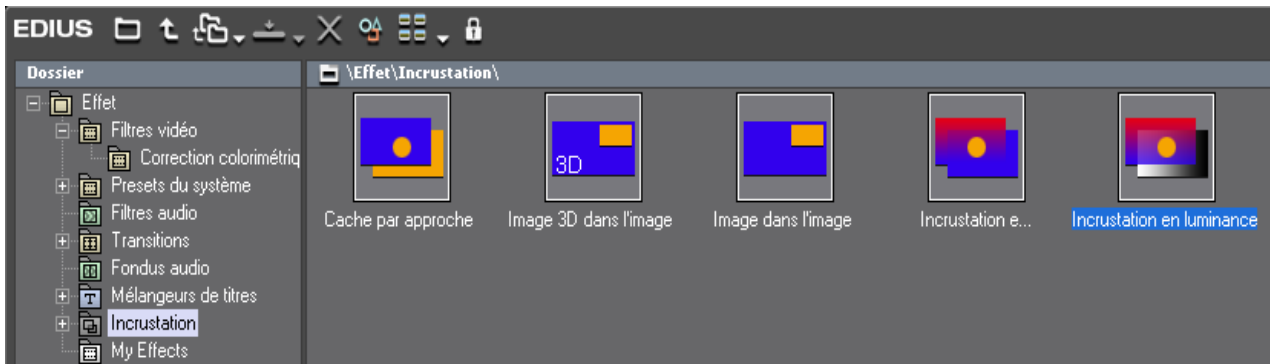 EDIUS
Dossier
\Effet\Incrustation\
Effet
Filtres vidéo
Correction colorimétriq
Presets du système
Filtres audio
Transitions
Fondus audio
T Mélangeurs de titres
Incrustation
My Effects
3D
Cache par approche
Image 3D dans l'image
Image dans l'image
Incrustation e...
Incrustation en luminance